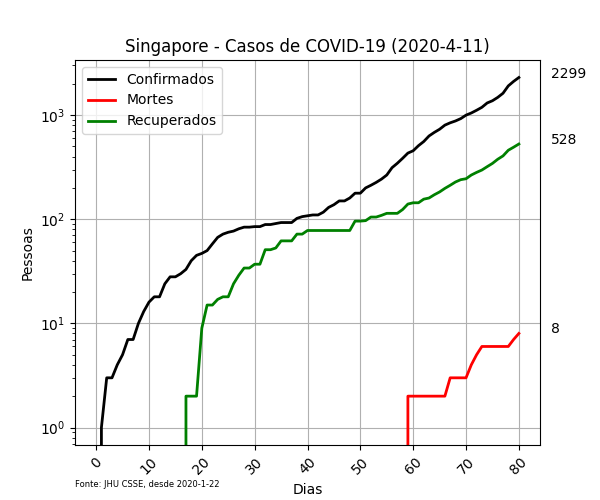 Singapore - Casos de COVID-19 (2020-4-11)
Confirmados
Mortes
Recuperados
2299
528
8
10³
10²
10¹
10⁰
Pessoas
0 10 20 30 40 50 60 70 80
Dias
Fonte: JHU CSSE, desde 2020-1-22